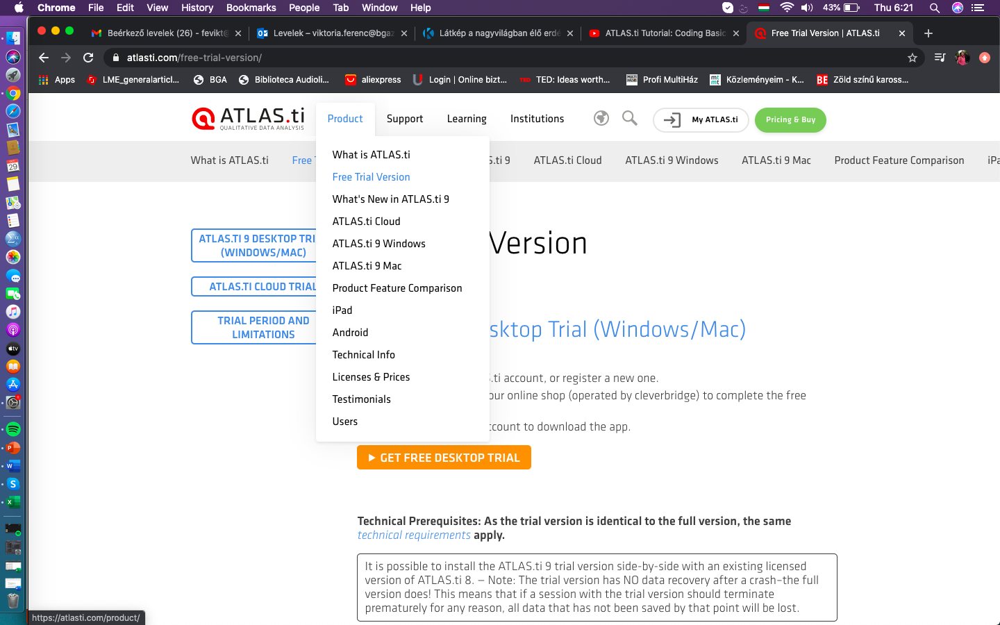 Chrome File Edit View History Bookmarks People Tab Window Help 43% Thu 6:21
Beérkező levelek (26) - fevikt@ Levelek – viktoria.ferenc@bgaz Látkép a nagyvilágban élő erdé ATLAS.ti Tutorial: Coding Basic Free Trial Version | ATLAS.ti
atlasti.com/free-trial-version/
Apps LME_generalarticl... BGA Biblioteca Audioli... aliexpress Login | Online bizt... TED TED: Ideas worth... Profi MultiHáz Közleményeim - K... BE Zöld színű kaross...
ATLAS.ti
QUALITATIVE DATA ANALYSIS
Product Support Learning Institutions My ATLAS.ti Pricing & Buy
What is ATLAS.ti Free T S.ti 9 ATLAS.ti Cloud ATLAS.ti 9 Windows ATLAS.ti 9 Mac Product Feature Comparison iPa
What is ATLAS.ti
Free Trial Version
What's New in ATLAS.ti 9
ATLAS.ti Cloud
ATLAS.ti 9 Windows
ATLAS.ti 9 Mac
Product Feature Comparison
iPad
Android
Technical Info
Licenses & Prices
Testimonials
Users
ATLAS.TI 9 DESKTOP TRI
(WINDOWS/MAC)
ATLAS.TI CLOUD TRIAL
TRIAL PERIOD AND
LIMITATIONS
Version
sktop Trial (Windows/Mac)
S.ti account, or register a new one.
our online shop (operated by cleverbridge) to complete the free
ccount to download the app.
GET FREE DESKTOP TRIAL
Technical Prerequisites: As the trial version is identical to the full version, the same
technical requirements apply.
It is possible to install the ATLAS.ti 9 trial version side-by-side with an existing licensed
version of ATLAS.ti 8. – Note: The trial version has NO data recovery after a crash–the full
version does! This means that if a session with the trial version should terminate
prematurely for any reason, all data that has not been saved by that point will be lost.
https://atlasti.com/product/
29
tv